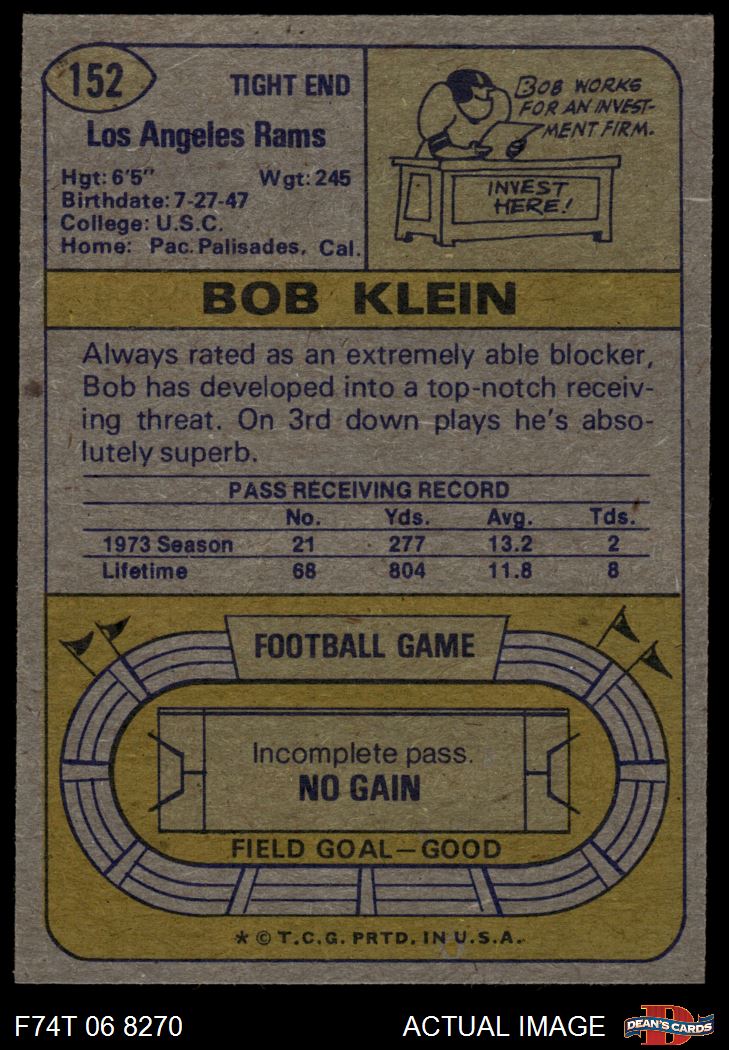 152
TIGHT END
Los Angeles Rams
Hgt: 6'5" Wgt: 245
Birthdate: 7-27-47
College: U.S.C.
Home: Pac. Palisades, Cal.
BOB WORKS
FOR AN INVEST-
MENT FIRM.
INVEST
HERE!
BOB KLEIN
Always rated as an extremely able blocker,
Bob has developed into a top-notch receiv-
ing threat. On 3rd down plays he's abso-
lutely superb.
PASS RECEIVING RECORD
No. Yds. Avg. Tds.
1973 Season 21 277 13.2 2
Lifetime 68 804 11.8 8
FOOTBALL GAME
Incomplete pass.
NO GAIN
FIELD GOAL—GOOD
* © T.C.G. PRTD. IN U.S.A.
F74T 06 8270 ACTUAL IMAGE
D
DEAN'S CARDS